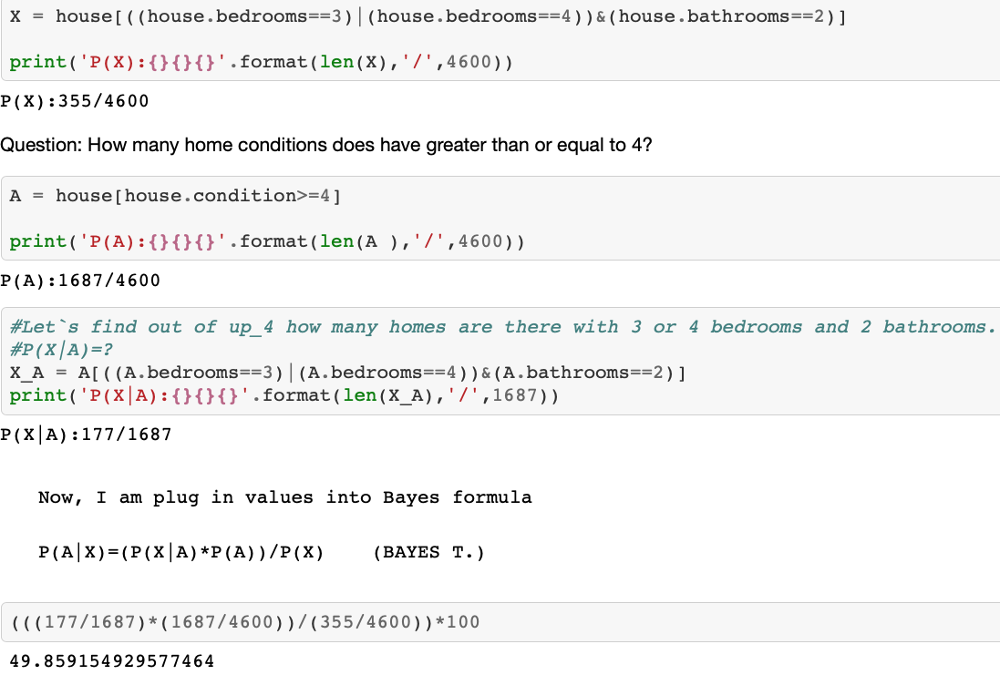 X = house[((house.bedrooms==3)|(house.bedrooms==4))&(house.bathrooms==2)]
print('P(X):{}{}{}'.format(len(X),'/',4600))
P(X):355/4600
Question: How many home conditions does have greater than or equal to 4?
A = house[house.condition>=4]
print('P(A):{}{}{}'.format(len(A ),'/',4600))
P(A):1687/4600
#Let`s find out of up_4 how many homes are there with 3 or 4 bedrooms and 2 bathrooms.
#P(X|A)=?
X_A = A[((A.bedrooms==3)|(A.bedrooms==4))&(A.bathrooms==2)]
print('P(X|A):{}{}{}'.format(len(X_A),'/',1687))
P(X|A):177/1687
Now, I am plug in values into Bayes formula
P(A|X)=(P(X|A)*P(A))/P(X)    (BAYES T.)
(((177/1687)*(1687/4600))/(355/4600))*100
49.859154929577464